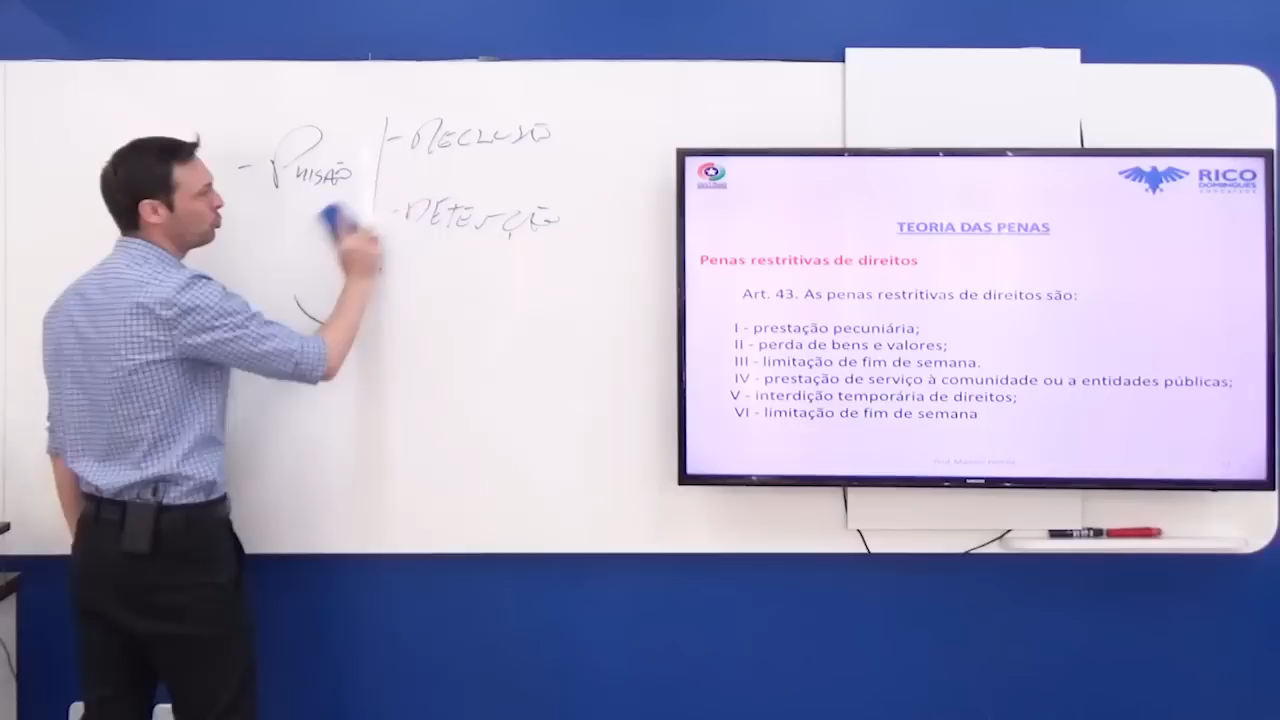 - PRISÃO
- RECLUSÃO
- DETENÇÃO
RICO
DOMINGUES
TEORIA DAS PENAS
Penas restritivas de direitos
Art. 43. As penas restritivas de direitos são:
I - prestação pecuniária;
II - perda de bens e valores;
III - limitação de fim de semana.
IV - prestação de serviço à comunidade ou a entidades públicas;
V - interdição temporária de direitos;
VI - limitação de fim de semana